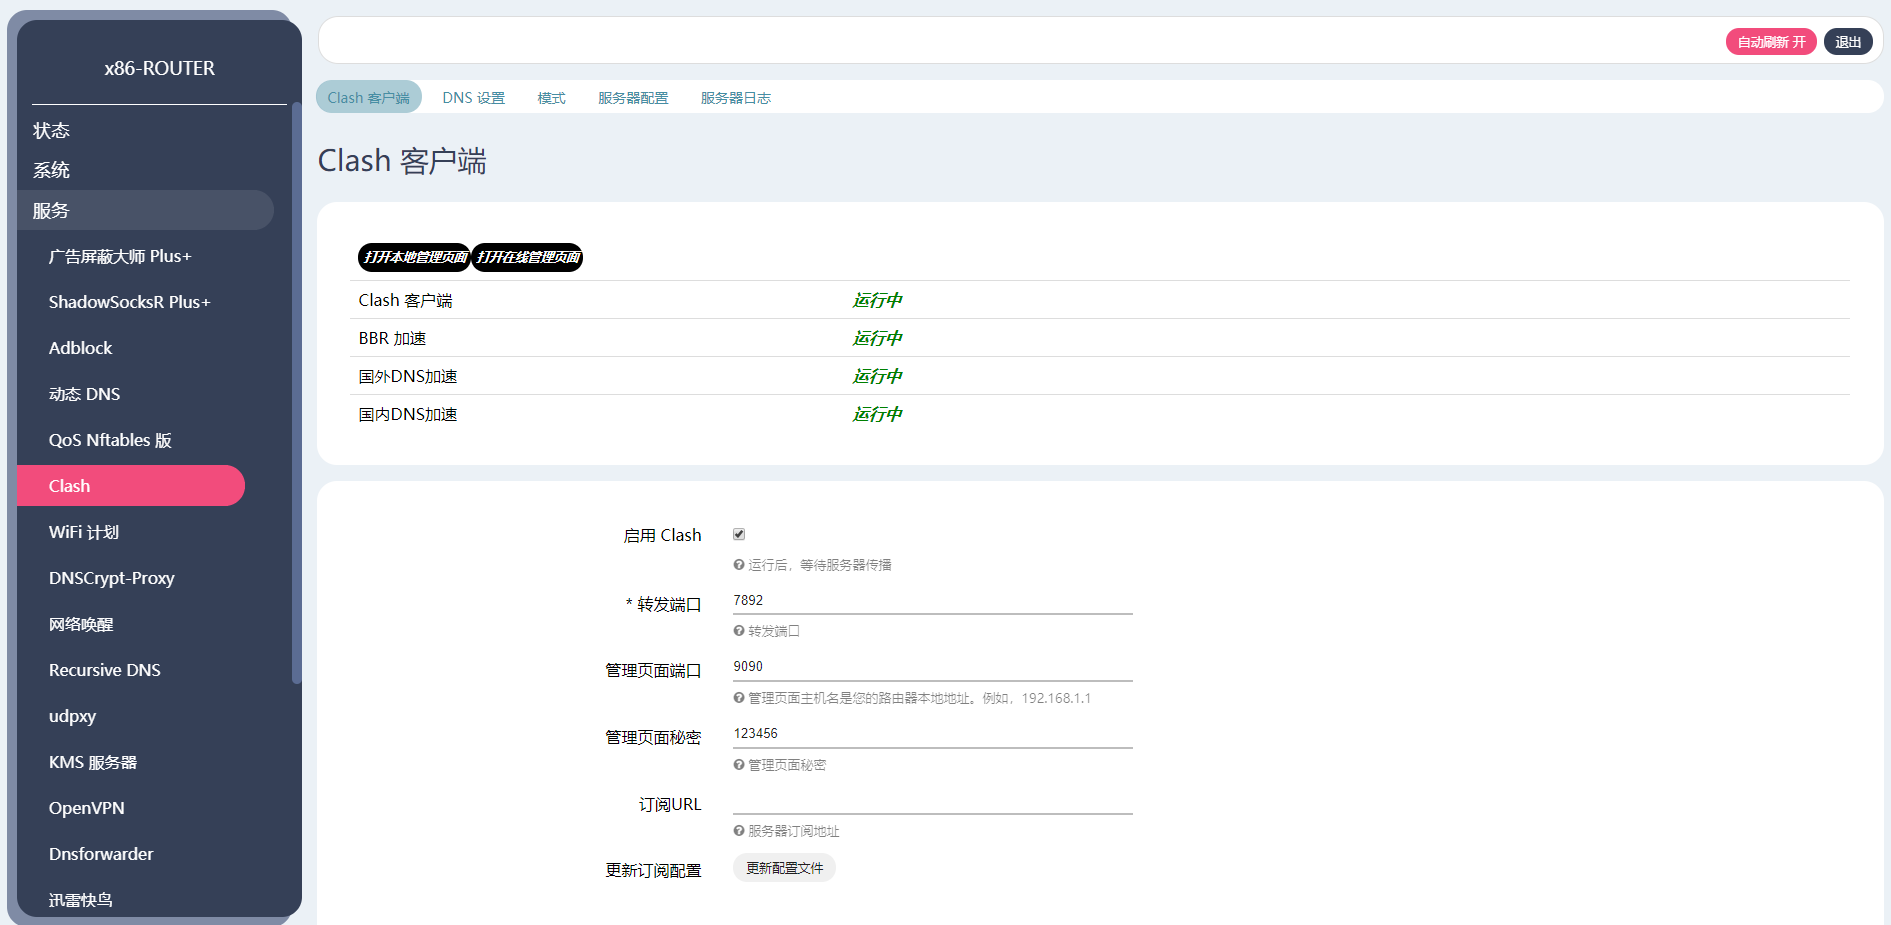 x86-ROUTER
状态
系统
服务
广告屏蔽大师 Plus+
ShadowSocksR Plus+
Adblock
动态 DNS
QoS Nftables 版
Clash
WiFi 计划
DNSCrypt-Proxy
网络唤醒
Recursive DNS
udpxy
KMS 服务器
OpenVPN
Dnsforwarder
迅雷快鸟
自动刷新 开 退出
Clash 客户端 DNS 设置 模式 服务器配置 服务器日志
Clash 客户端
打开本地管理页面 打开在线管理页面
Clash 客户端 运行中
BBR 加速 运行中
国外DNS加速 运行中
国内DNS加速 运行中
启用 Clash
运行后，等待服务器传播
* 转发端口 7892
转发端口
管理页面端口 9090
管理页面主机名是您的路由器本地地址。例如，192.168.1.1
管理页面秘密 123456
管理页面秘密
订阅URL
服务器订阅地址
更新订阅配置 更新配置文件